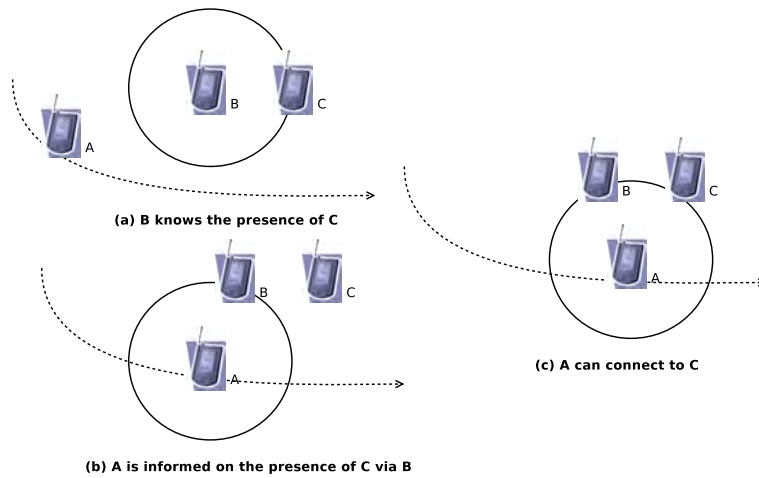 B
C
A
(a) B knows the presence of C
B
C
A
(b) A is informed on the presence of C via B
B
C
A
(c) A can connect to C